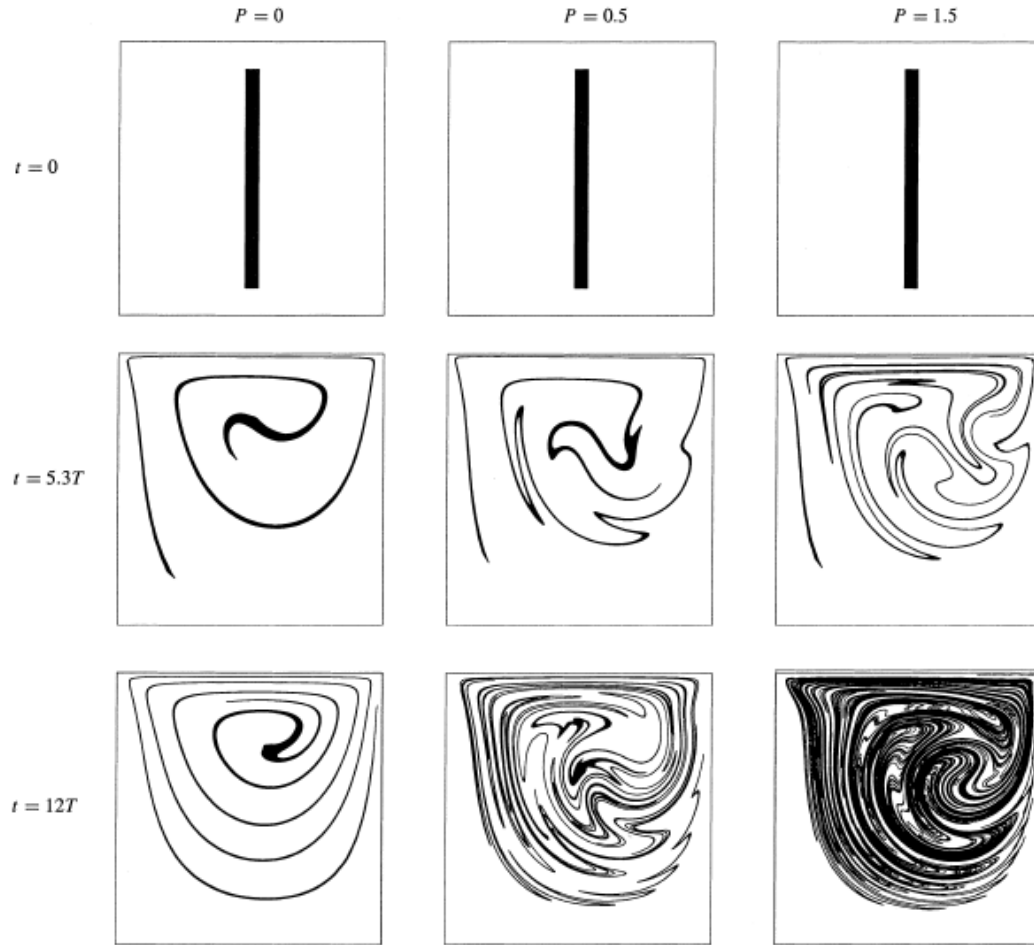 P = 0 P = 0.5 P = 1.5
t = 0
t = 5.3T
t = 12T